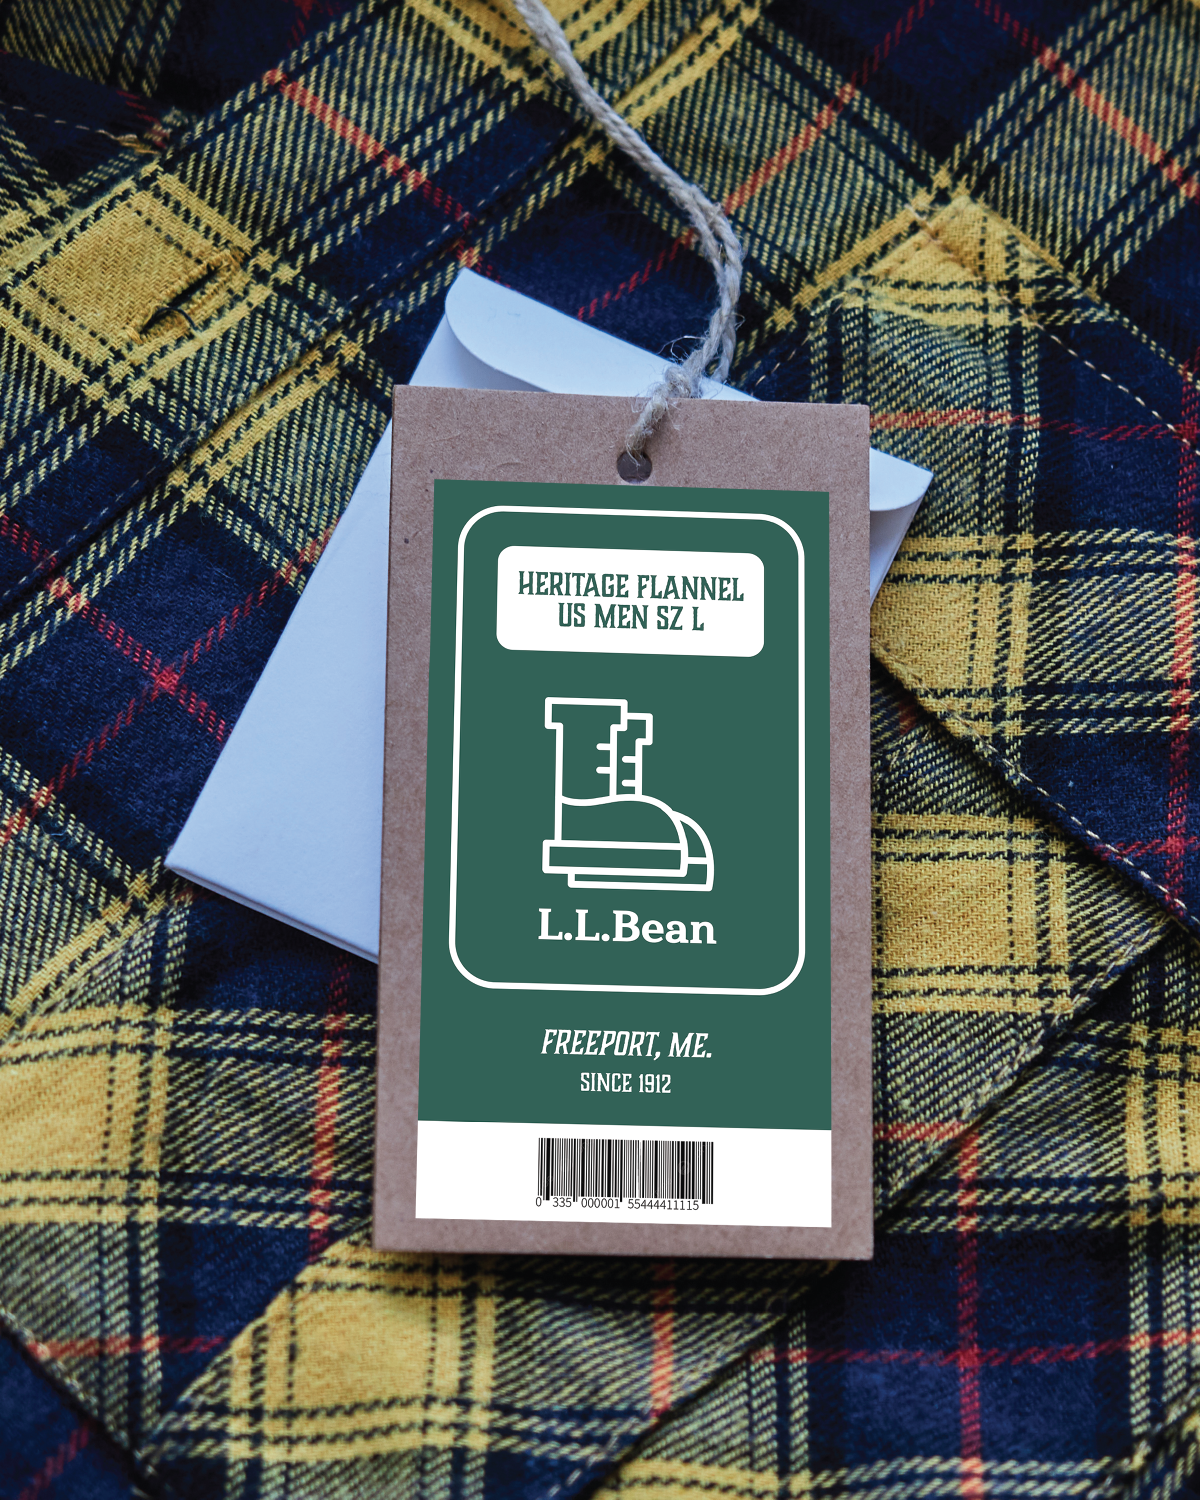 HERITAGE FLANNEL
US MEN SZ L
L.L.Bean
FREEPORT, ME.
SINCE 1912
0 335 000001 55444411115